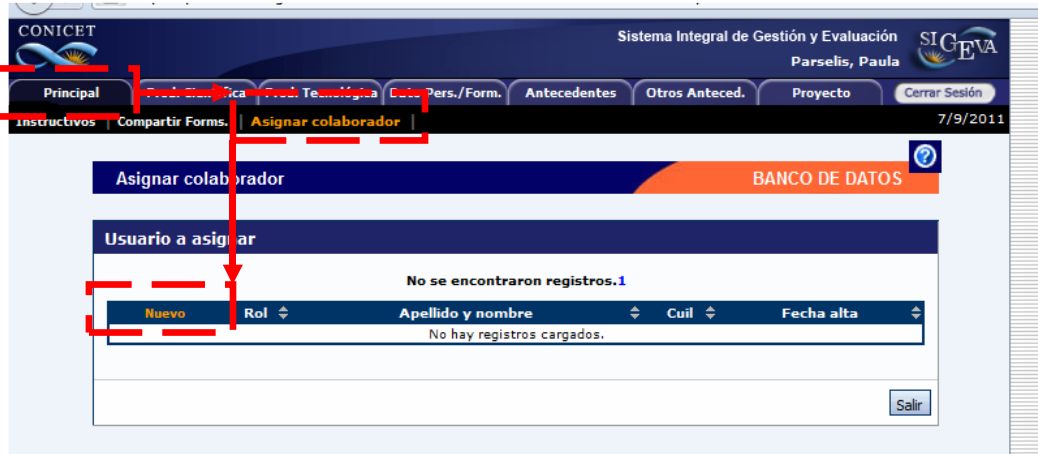 CONICET
Sistema Integral de Gestión y Evaluación
SIGEVA
Parselis, Paula
Principal
Tecnológica
Pers./Form.
Antecedentes
Otros Anteced.
Proyecto
Cerrar Sesión
Instructivos | Compartir Forms. | Asignar colaborador |
7/9/2011
Asignar colaborador
BANCO DE DATOS
Usuario a asignar
No se encontraron registros.1
Nuevo Rol Apellido y nombre Cuil Fecha alta
No hay registros cargados.
Salir